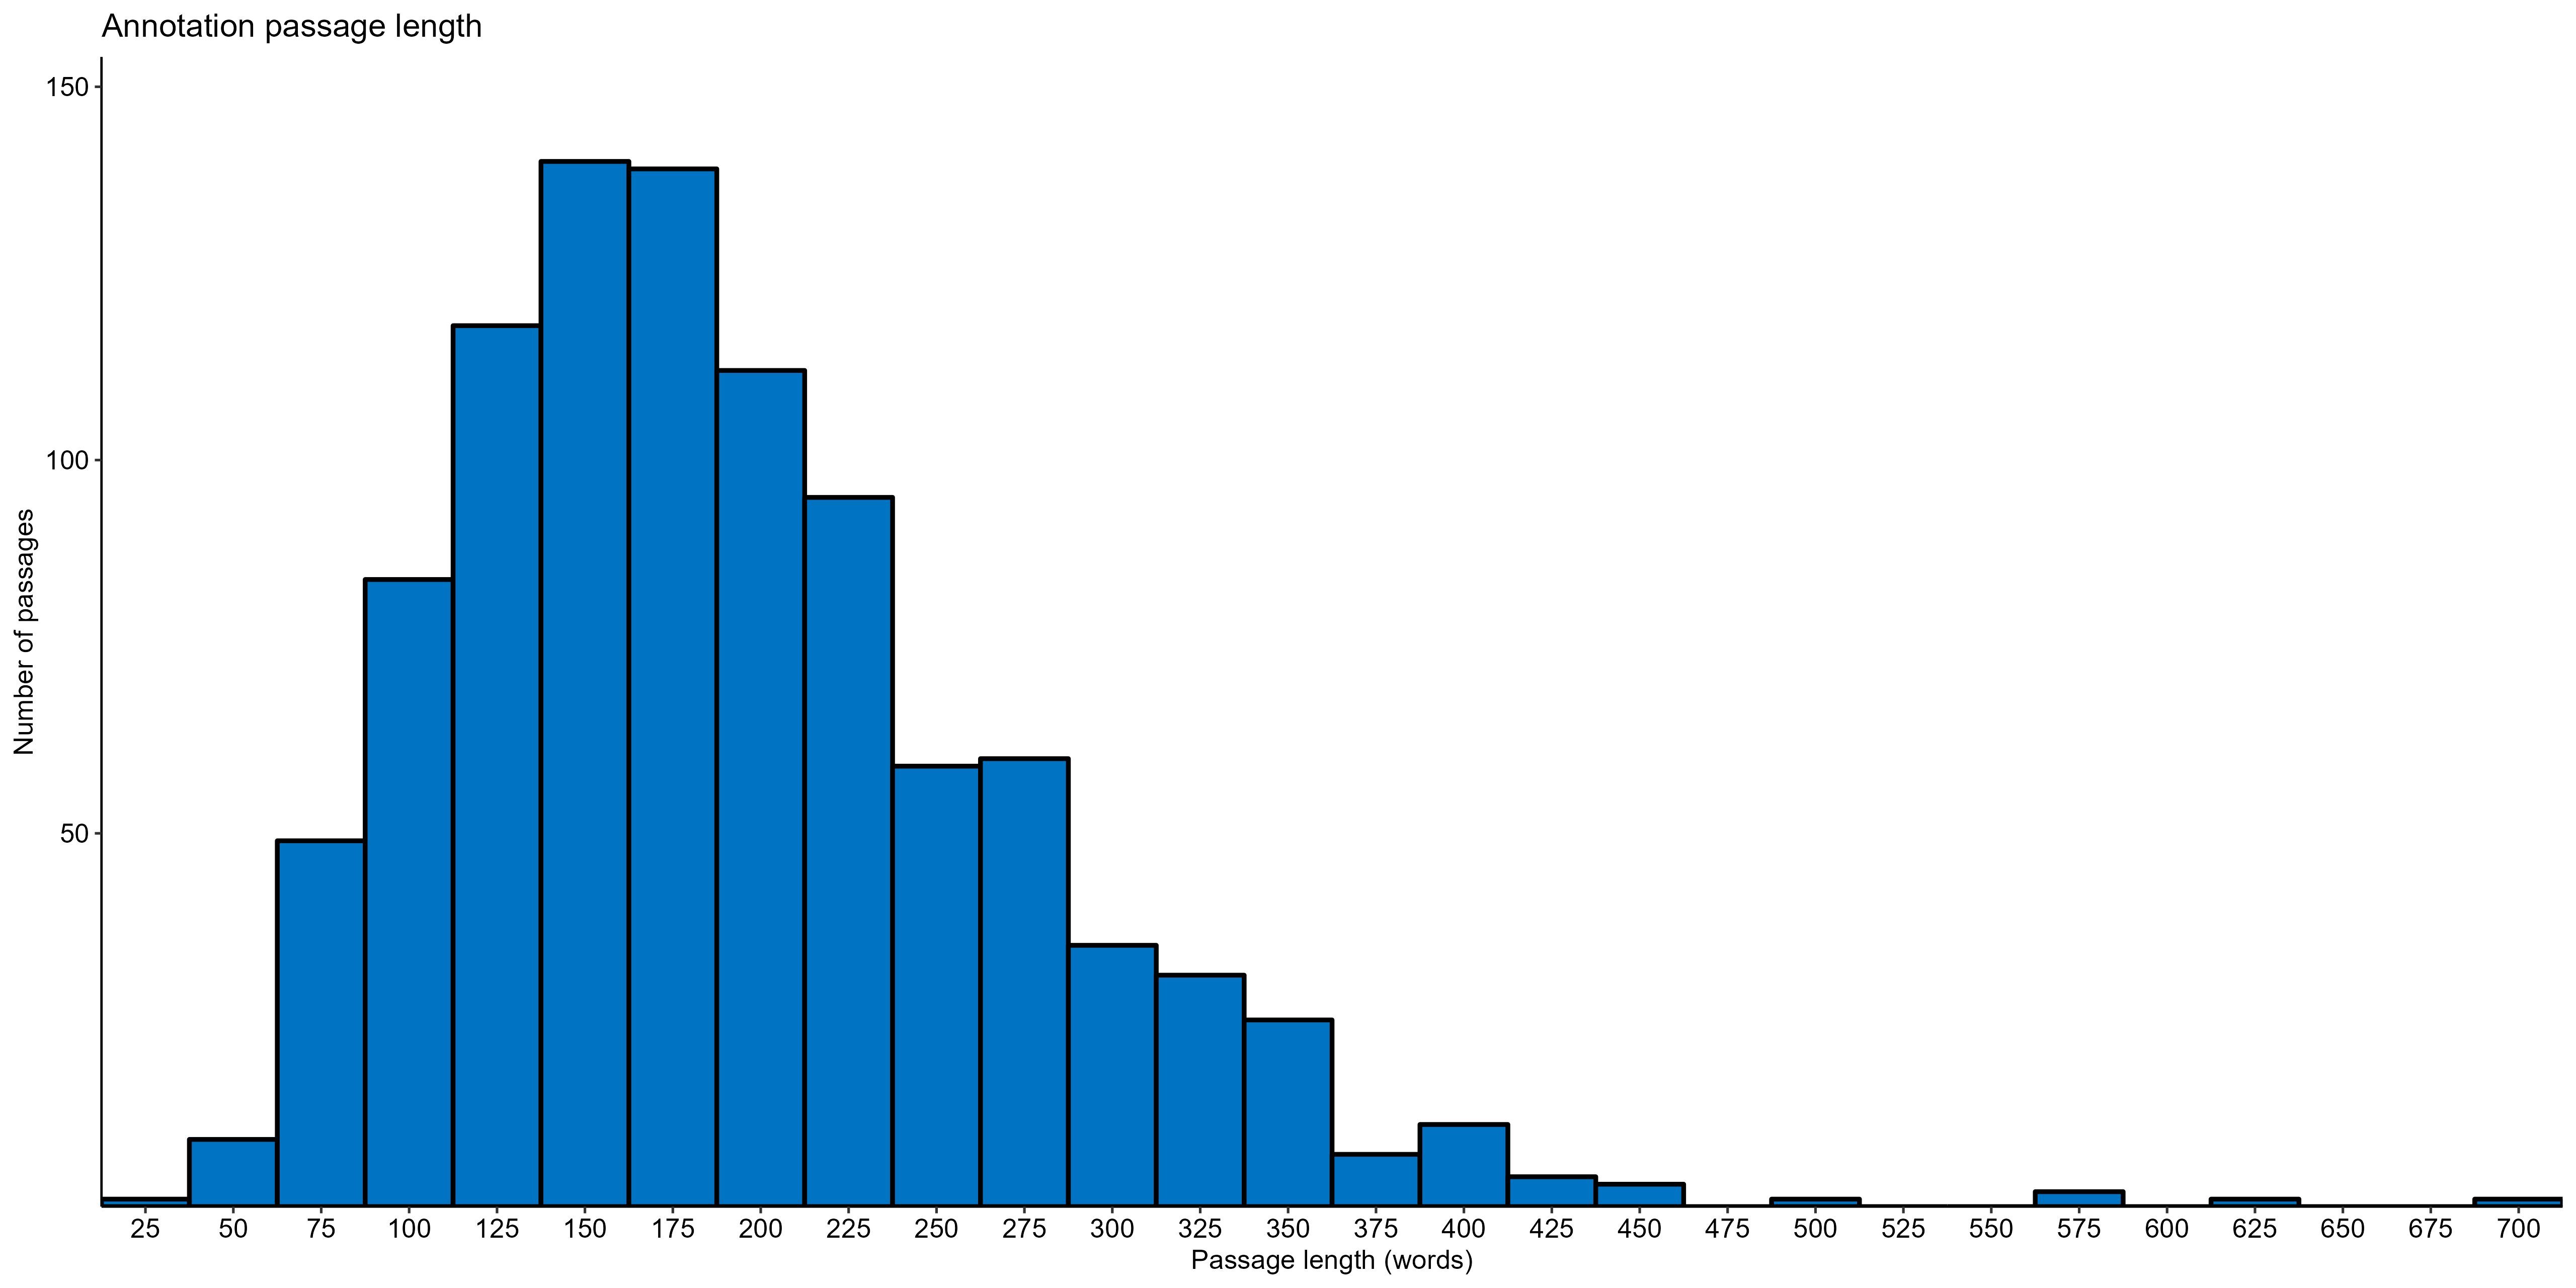 Annotation passage length
150
100
50
Number of passages
25 50 75 100 125 150 175 200 225 250 275 300 325 350 375 400 425 450 475 500 525 550 575 600 625 650 675 700
Passage length (words)